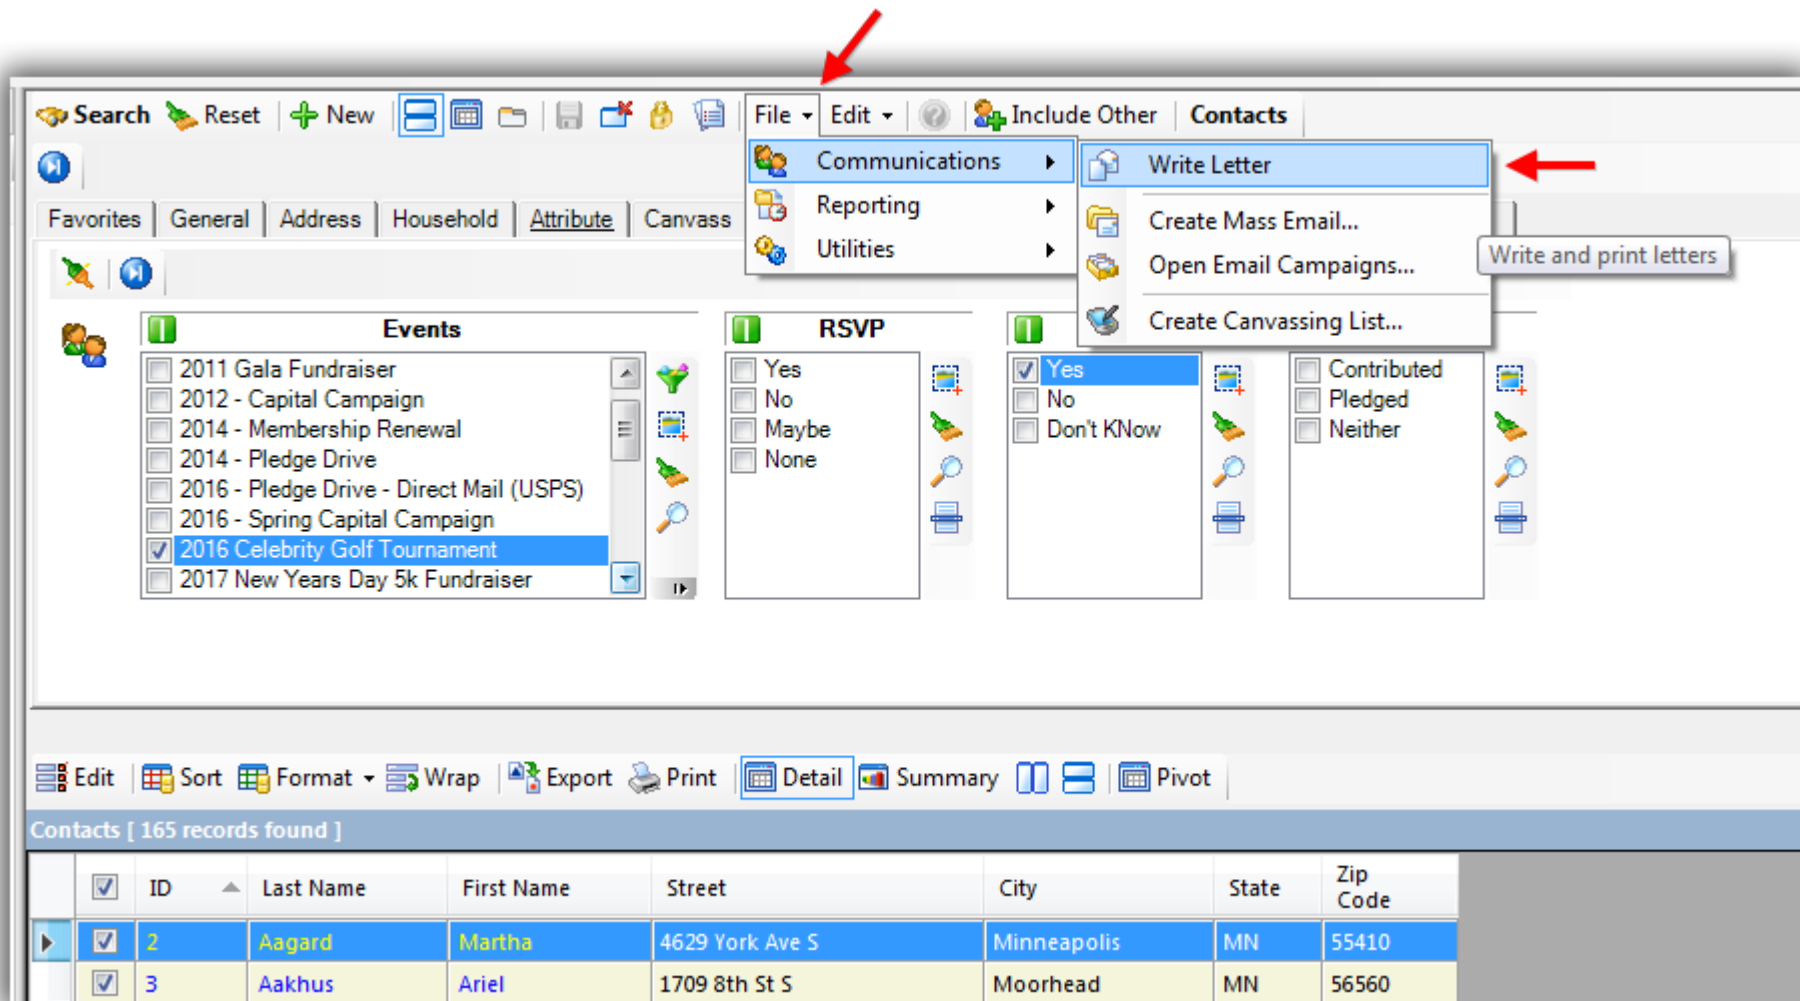 Search Reset New File Edit Include Other Contacts
Communications
Write Letter
Favorites General Address Household Attribute Canvass
Reporting
Create Mass Email...
Utilities
Open Email Campaigns...
Write and print letters
Create Canvassing List...
Events
2011 Gala Fundraiser
2012 - Capital Campaign
2014 - Membership Renewal
2014 - Pledge Drive
2016 - Pledge Drive - Direct Mail (USPS)
2016 - Spring Capital Campaign
2016 Celebrity Golf Tournament
2017 New Years Day 5k Fundraiser
RSVP
Yes
No
Maybe
None
Yes
No
Don't KNow
Contributed
Pledged
Neither
Edit Sort Format Wrap Export Print Detail Summary Pivot
Contacts [ 165 records found ]
ID Last Name First Name Street City State Zip Code
2 Aagard Martha 4629 York Ave S Minneapolis MN 55410
3 Aakhus Ariel 1709 8th St S Moorhead MN 56560